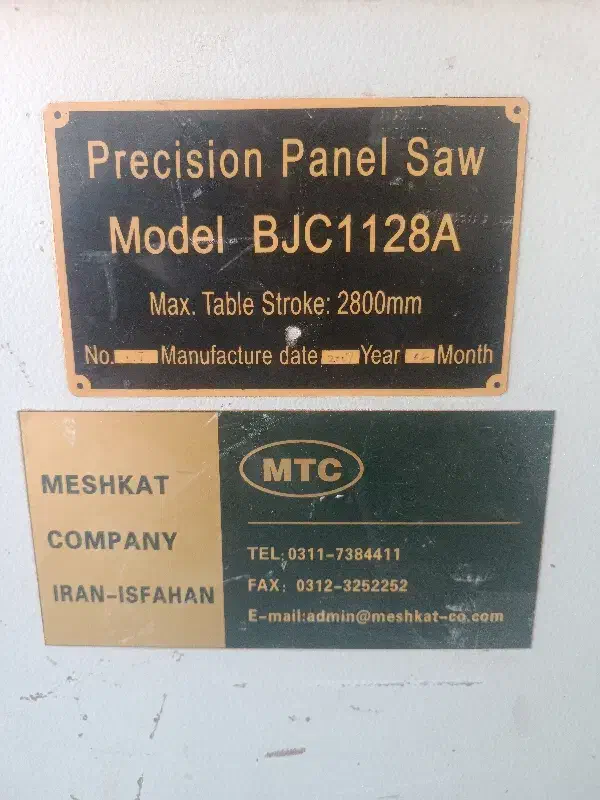 Precision Panel Saw
Model BJC1128A
Max. Table Stroke: 2800mm
No. Manufacture date Year Month
MESHKAT
COMPANY
IRAN-ISFAHAN
MTC
TEL:0311-7384411
FAX: 0312-3252252
E-mail:admin@meshkat-co.com